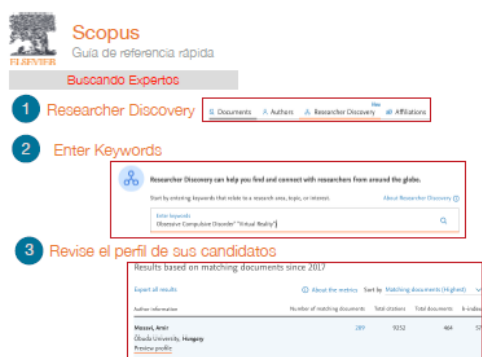 ELSEVIER
Scopus
Guía de referencia rápida
Buscando Expertos
1 Researcher Discovery
Documents Authors Researcher Discovery New Affiliations
2 Enter Keywords
Researcher Discovery can help you find and connect with researchers from around the globe.
Start by entering keywords that relate to a research area, topic, or interest. About Researcher Discovery
Enter keywords
Obsessive Compulsive Disorder" "Virtual Reality"
3 Revise el perfil de sus candidatos
Results based on matching documents since 2017
Export all results About the metrics Sort by Matching documents (Highest)
Author information Number of matching documents Total citations Total documents h-index
Mosavi, Amir 289 9252 464 57
Óbuda University, Hungary
Preview profile